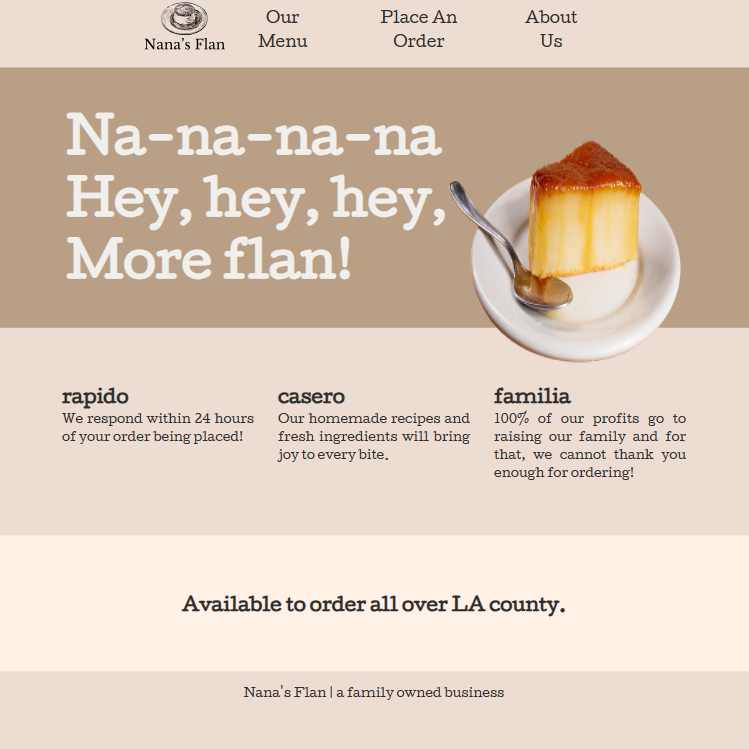 Nana's Flan
Our
Menu
Place An
Order
About
Us
Na-na-na-na
Hey, hey, hey,
More flan!
rapido
We respond within 24 hours
of your order being placed!
casero
Our homemade recipes and
fresh ingredients will bring
joy to every bite.
familia
100% of our profits go to
raising our family and for
that, we cannot thank you
enough for ordering!
Available to order all over LA county.
Nana's Flan | a family owned business